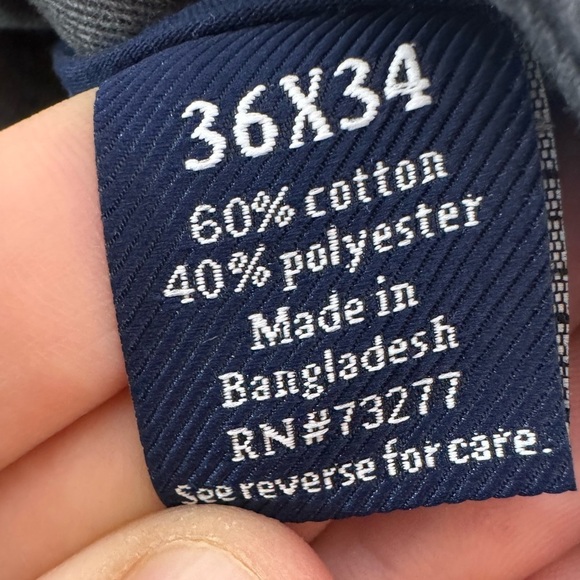 36X34
60% cotton
40% polyester
Made in
Bangladesh
RN#73277
See reverse for care.